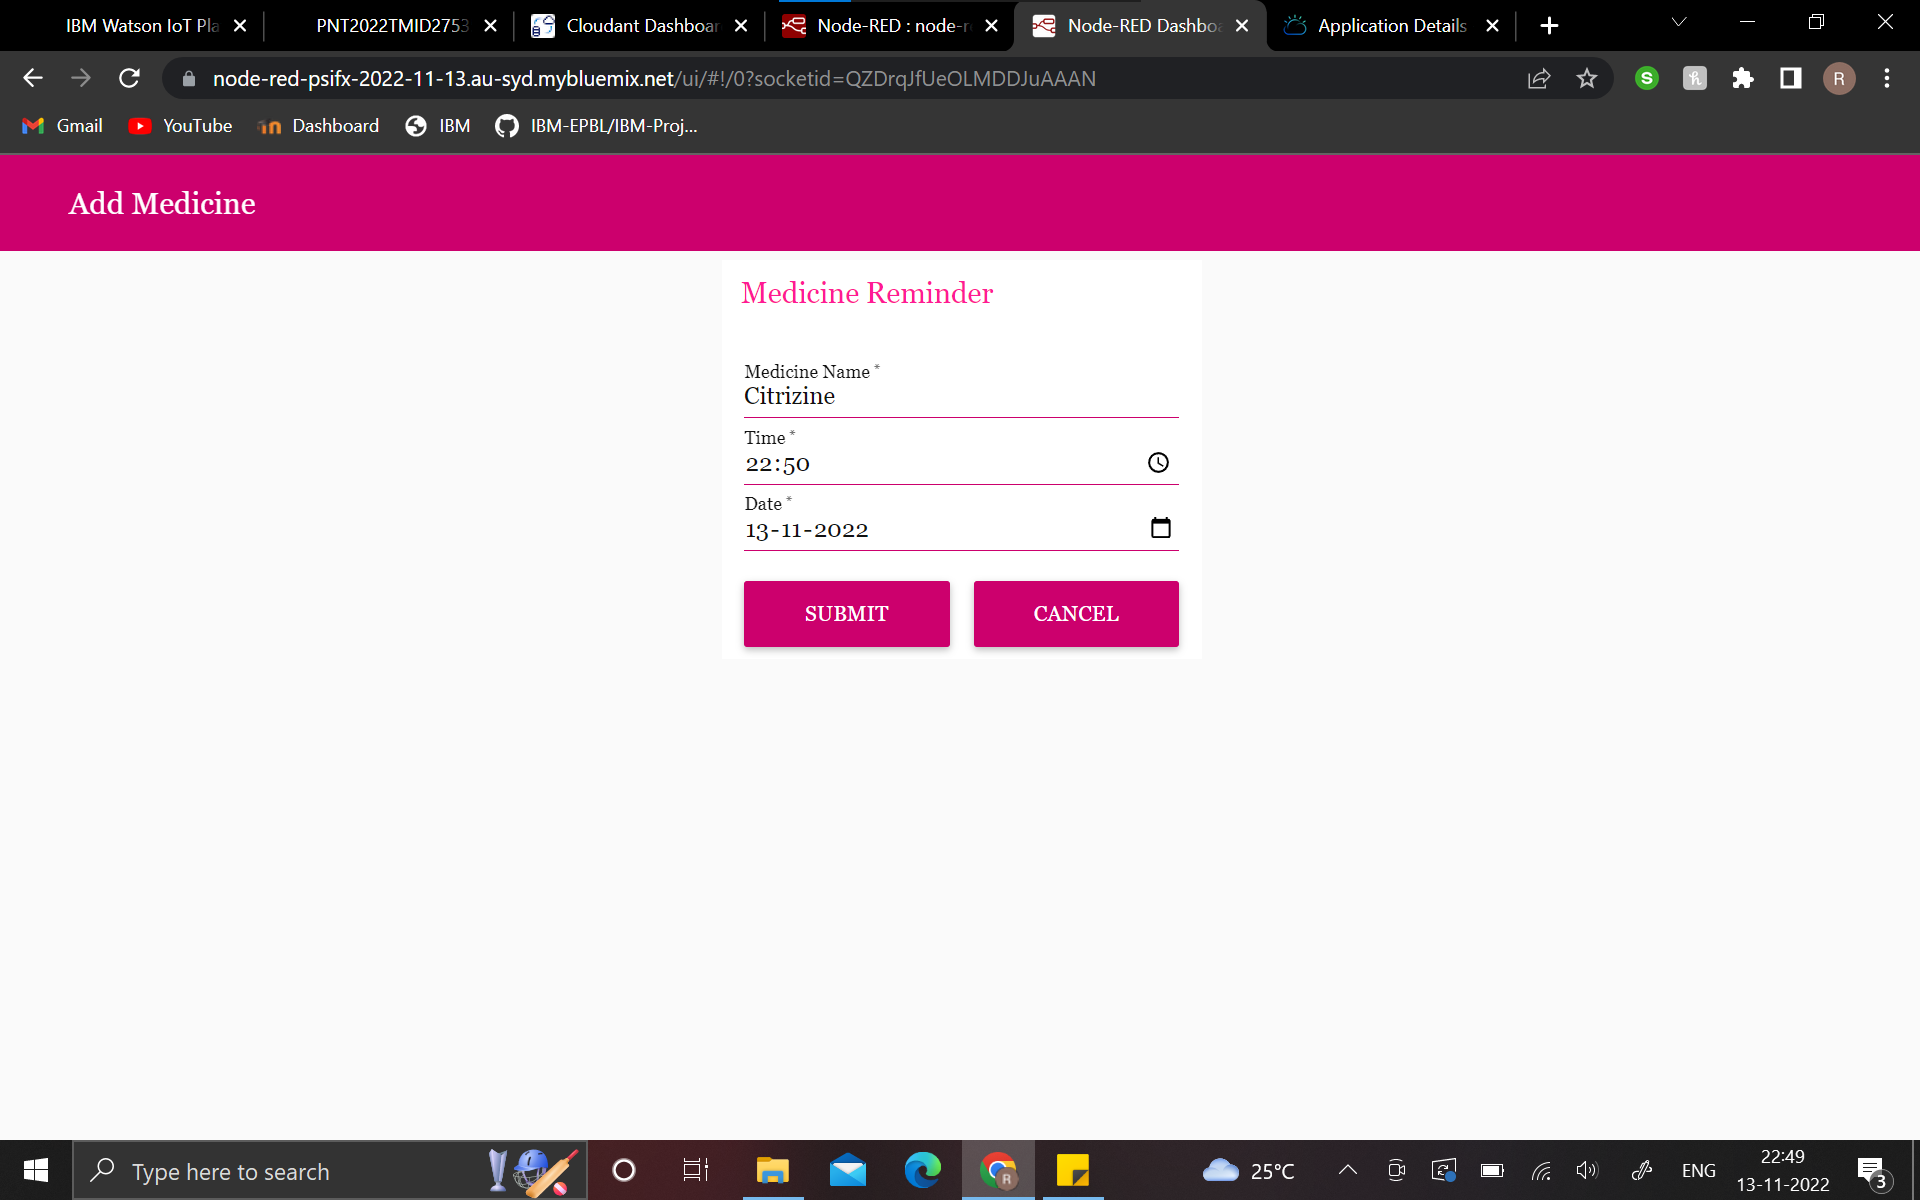 IBM Watson IoT Pla
PNT2022TMID2753
Cloudant Dashboar
Node-RED : node-r
Node-RED Dashboa
Application Details
node-red-psifx-2022-11-13.au-syd.mybluemix.net/ui/#!/0?socketid=QZDrqJfUeOLMDDJuAAAN
S
h
R
Gmail
YouTube
Dashboard
IBM
IBM-EPBL/IBM-Proj...
Add Medicine
Medicine Reminder
Medicine Name *
Citrizine
Time *
22:50
Date *
13-11-2022
SUBMIT
CANCEL
Type here to search
R
25°C
ENG
22:49
13-11-2022
3